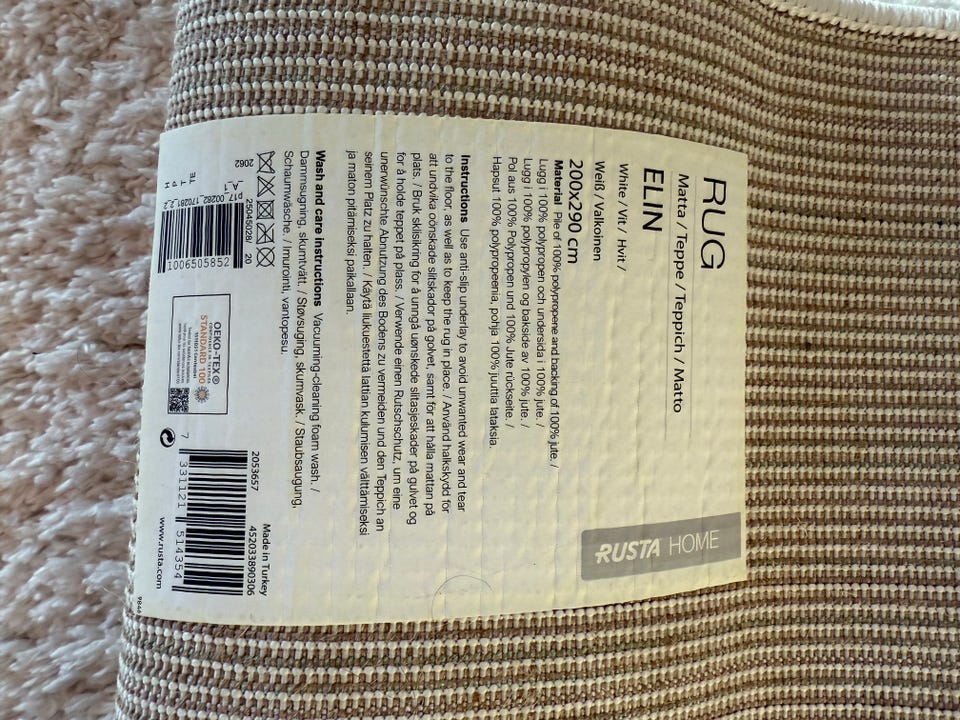 RUG
Matta / Teppe / Teppich / Matto
ELIN
White / Vit / Hvit /
Weiß / Valkoinen
200x290 cm
Material Pile of 100% polypropene and backing of 100% jute. /
Lugg i 100% polypropen och undersida i 100% jute. /
Lugg i 100% polypropylen og bakside av 100% jute. /
Pol aus 100% Polypropen und 100% Jute rückseite. /
Hapsut 100% polypropeenia, pohja 100% juuttia lataksia.
Instructions Use anti-slip underlay to avoid unwanted wear and tear
to the floor, as well as to keep the rug in place. / Använd halkskydd för
att undvika oönskade slitskador på golvet, samt för att hålla mattan på
plats. / Bruk sklisikring for å unngå uønskede slitasjeskader på gulvet og
for å holde teppet på plass. / Verwende einen Rutschschutz, um eine
unerwünschte Abnutzung des Bodens zu vermeiden und den Teppich an
seinem Platz zu halten. / Käytä liukuestettä lattian kulumisen välttämiseksi
ja maton pitämiseksi paikallaan.
Wash and care instructions Vacuuming-cleaning foam wash. /
Dammsugning, skumtvätt. / Støvsuging, skumvask. / Staubsaugung,
Schaumwäsche. / Imurointi, vantopesu.
RUSTA HOME
2062
25045028/ 20
a17_00282_170281_2,2
_A_T
TE
T P H
1006505852
OEKO-TEX®
STANDARD 100
Made in Turkey
452033890306
2053657
7 331121 514354
www.rusta.com